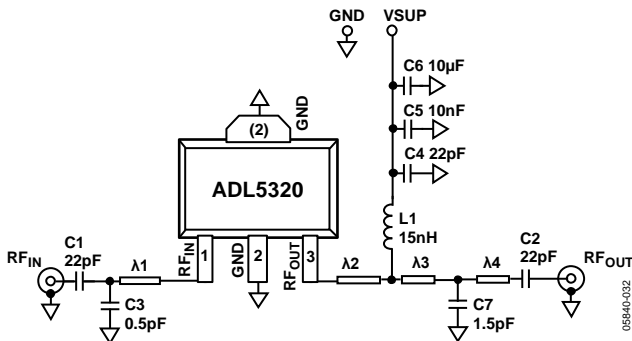 GND VSUP
C6 10µF
C5 10nF
C4 22pF
(2)
GND
ADL5320
L1
15nH
RFIN
C1
22pF
λ1
RFIN
1
GND
2
RFOUT
3
λ2
λ3
λ4
C2
22pF
RFOUT
C3
0.5pF
C7
1.5pF
05840-032